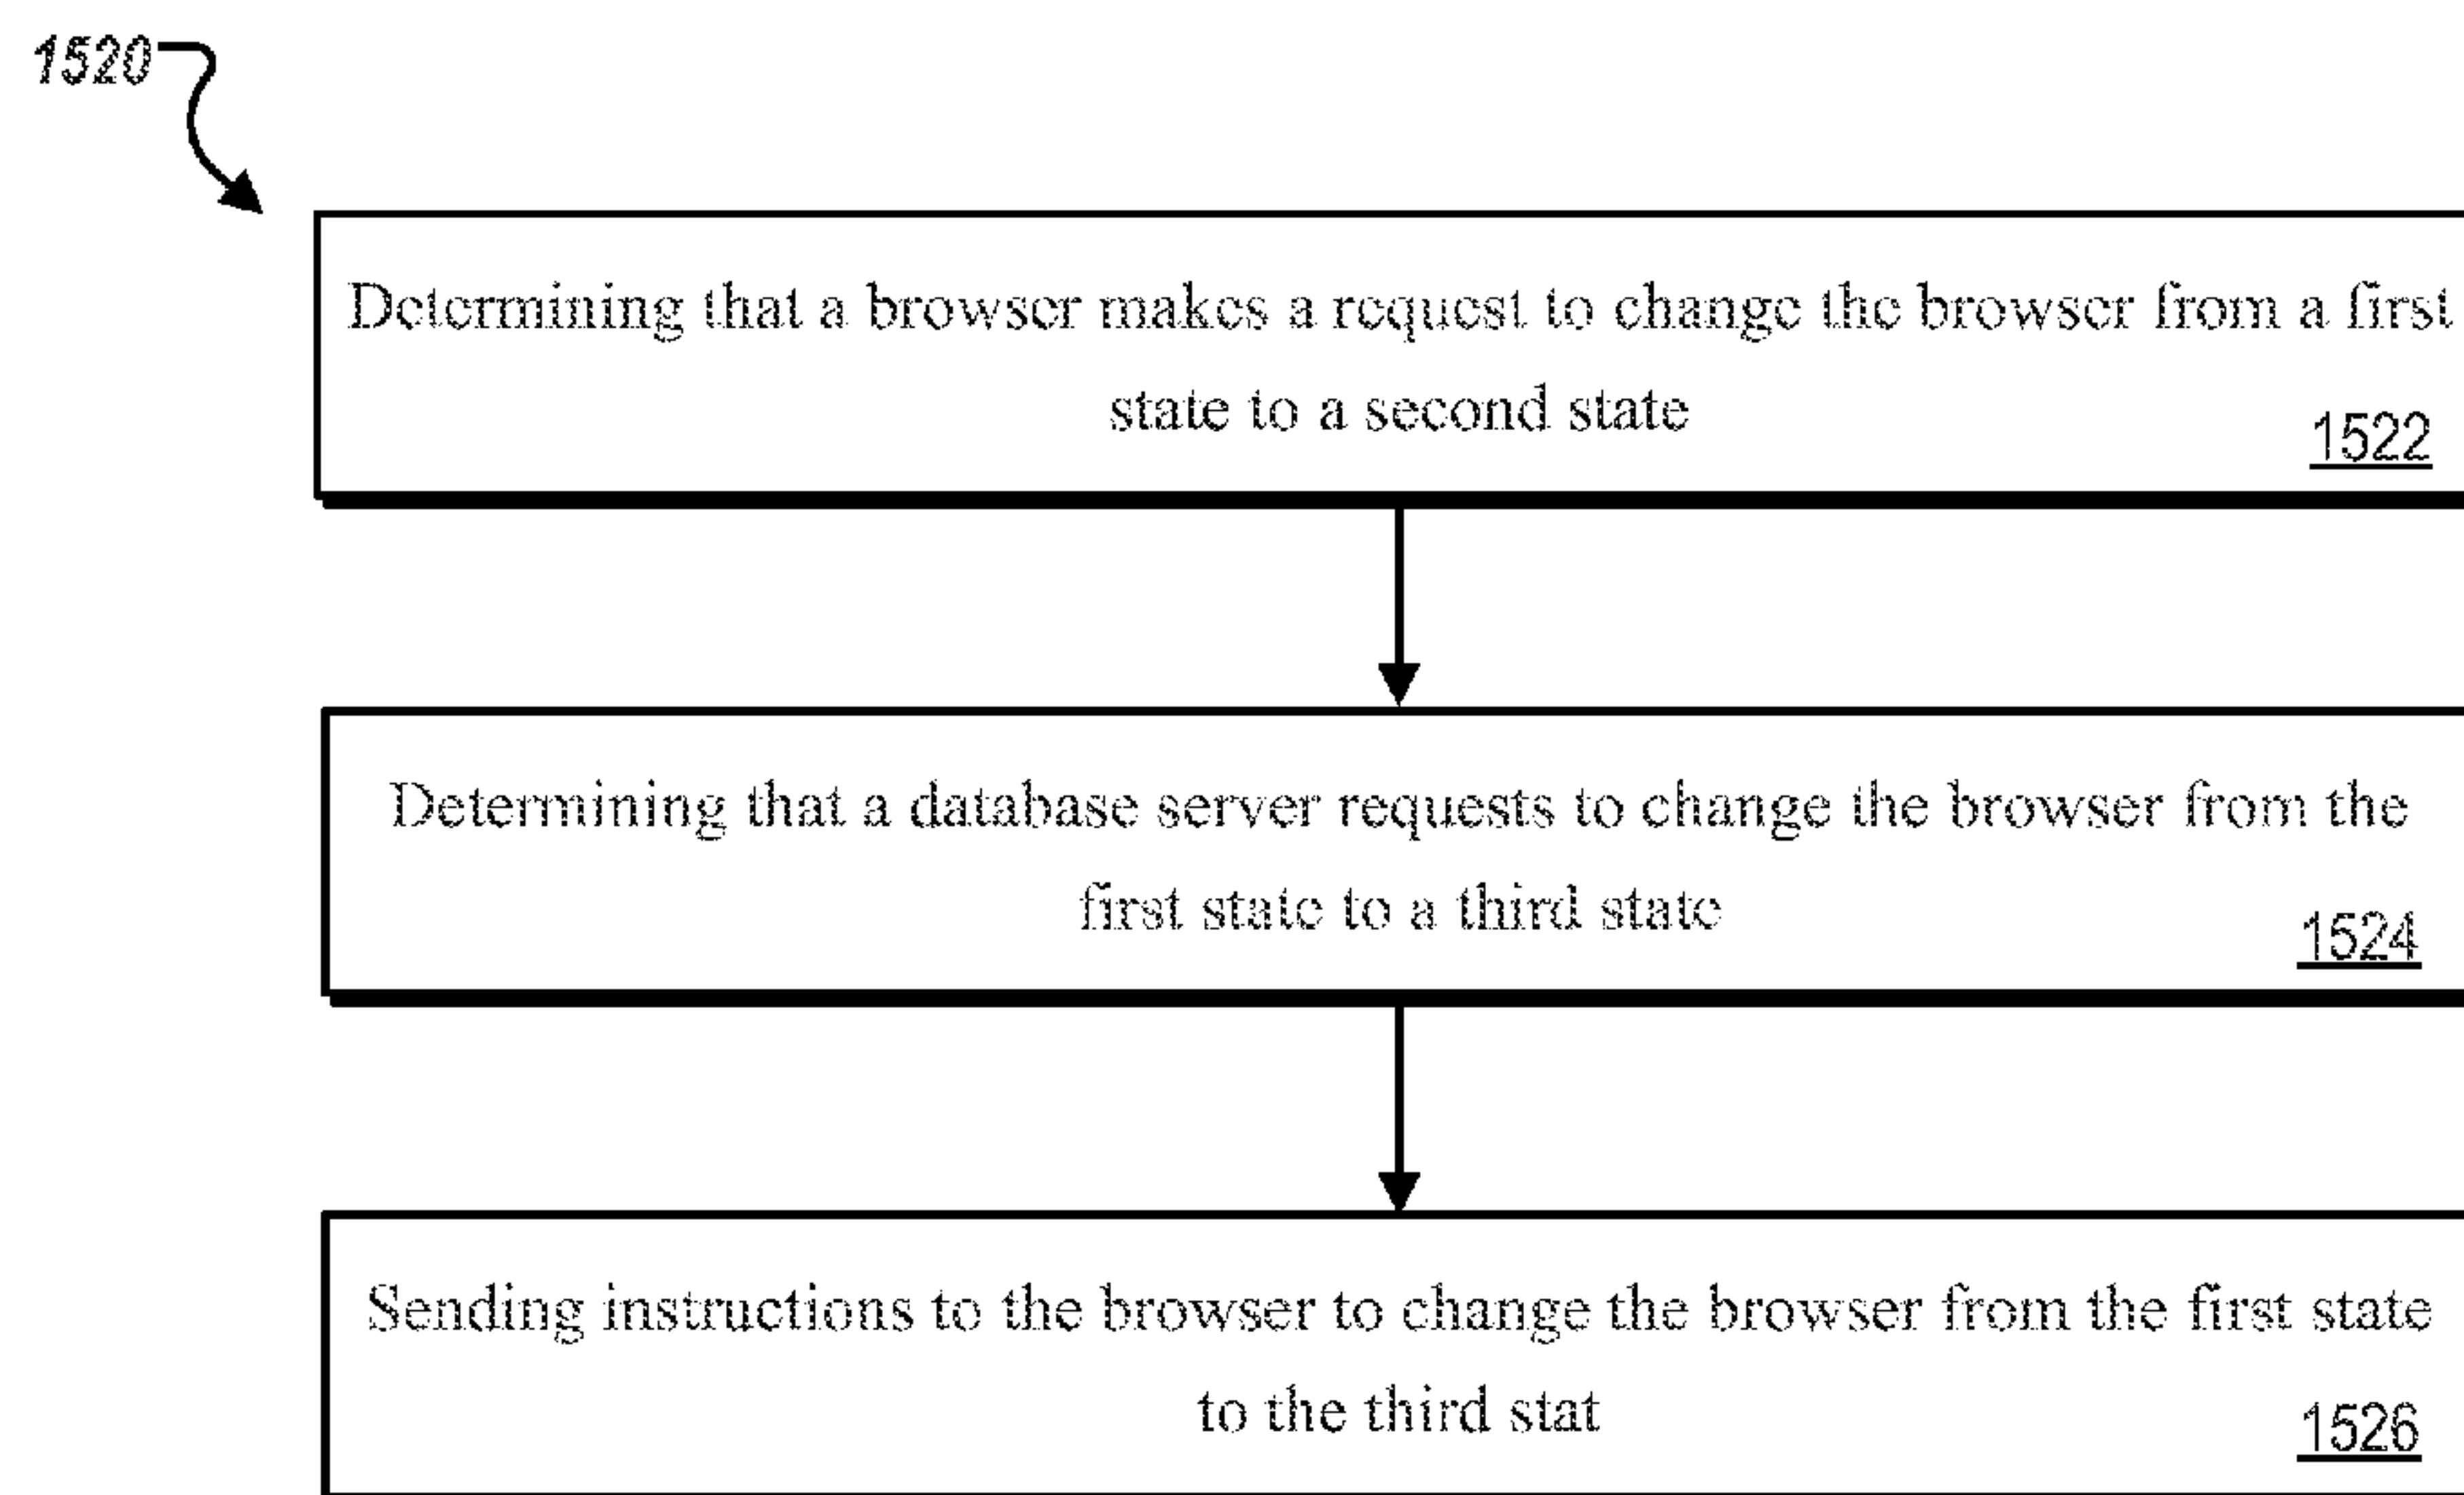 1520
Determining that a browser makes a request to change the browser from a first
state to a second state
1522
Determining that a database server requests to change the browser from the
first state to a third state
1524
Sending instructions to the browser to change the browser from the first state
to the third stat
1526